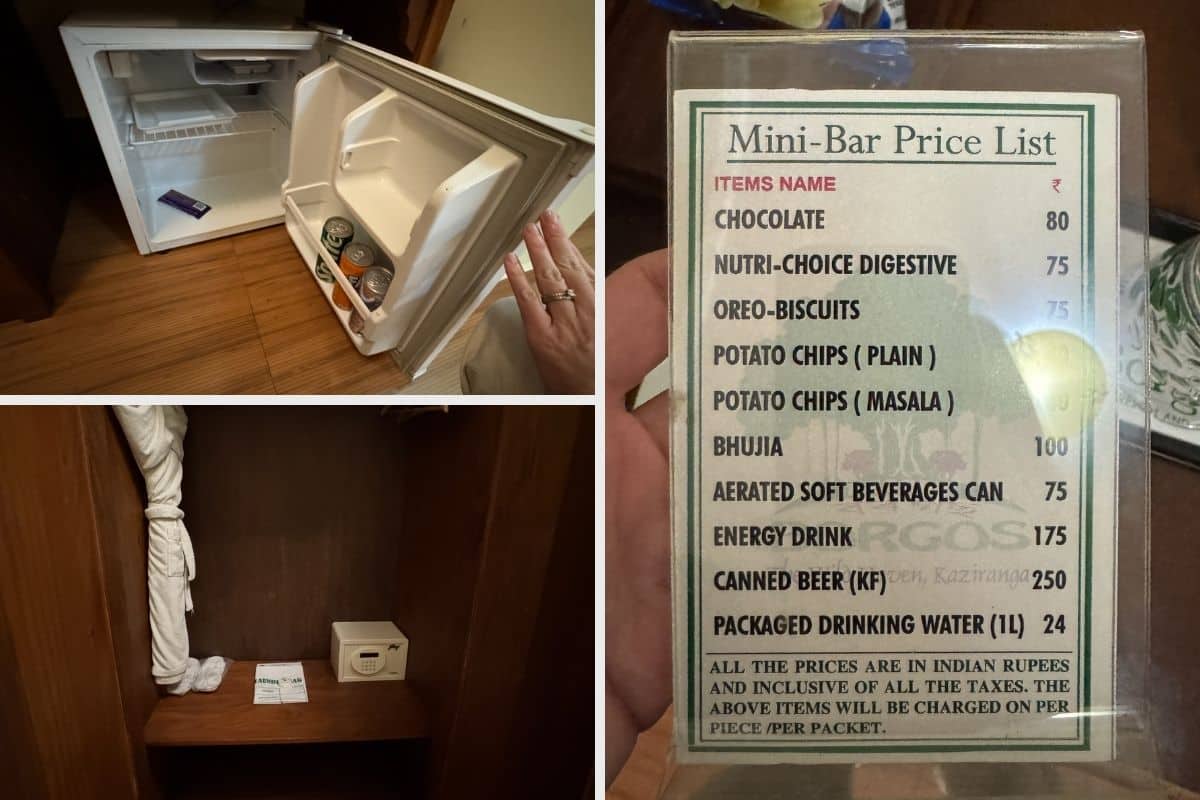 Mini-Bar Price List
ITEMS NAME ₹
CHOCOLATE 80
NUTRI-CHOICE DIGESTIVE 75
OREO-BISCUITS 75
POTATO CHIPS ( PLAIN )
POTATO CHIPS ( MASALA )
BHUJIA 100
AERATED SOFT BEVERAGES CAN 75
ENERGY DRINK 175
CANNED BEER (KF) 250
PACKAGED DRINKING WATER (1L) 24
Kaziranga
ALL THE PRICES ARE IN INDIAN RUPEES
AND INCLUSIVE OF ALL THE TAXES. THE
ABOVE ITEMS WILL BE CHARGED ON PER
PIECE /PER PACKET.